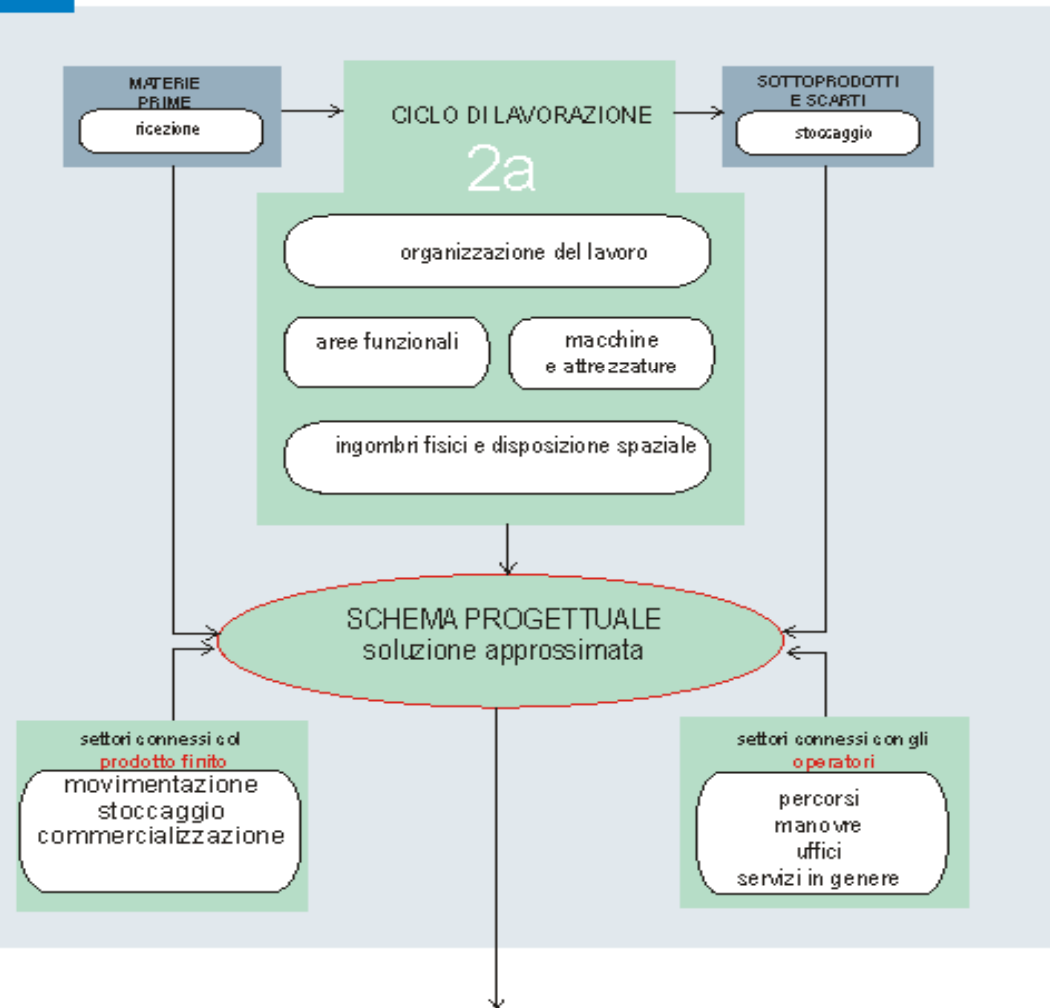 MATERIE
PRIME
ricezione
CICLO DI LAVORAZIONE
2a
SOTTOPRODOTTI
E SCARTI
stoccaggio
organizzazione del lavoro
aree funzionali
macchine
e attrezzature
ingombri fisici e disposizione spaziale
SCHEMA PROGETTUALE
soluzione approssimata
settori connessi col
prodotto finito
movimentazione
stoccaggio
commercializzazione
settori connessi con gli
operatori
percorsi
manovre
uffici
servizi in genere